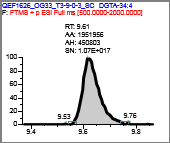 QEF1626_OG33_T3-9-0-3_SC DGTA-34:4
F: FTMS + p ESI Full ms [500.0000-2000.0000]
RT: 9.61
AA: 1951956
AH: 450803
SN: 1.07E+017
100
80
60
40
20
0
9.53
9.76
9.4
9.6
9.8